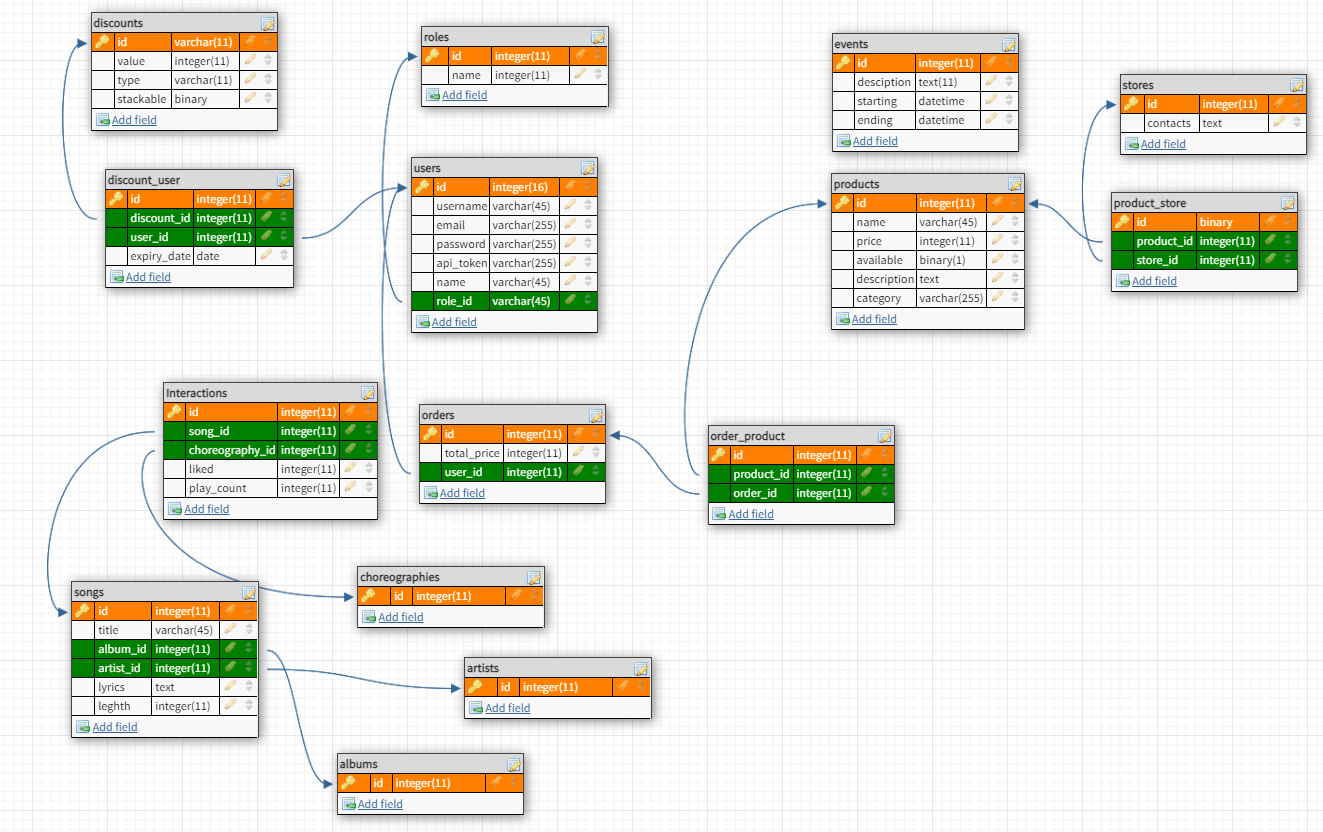 discounts
id varchar(11)
value integer(11)
type varchar(11)
stackable binary
Add field
roles
id integer(11)
name integer(11)
Add field
events
id integer(11)
desciption text(11)
starting datetime
ending datetime
Add field
stores
id integer(11)
contacts text
Add field
discount_user
id integer(11)
discount_id integer(11)
user_id integer(11)
expiry_date date
Add field
users
id integer(16)
username varchar(45)
email varchar(255)
password varchar(255)
api_token varchar(255)
name varchar(45)
role_id varchar(45)
Add field
products
id integer(11)
name varchar(45)
price integer(11)
available binary(1)
description text
category varchar(255)
Add field
product_store
id binary
product_id integer(11)
store_id integer(11)
Add field
Interactions
id integer(11)
song_id integer(11)
choreography_id integer(11)
liked integer(11)
play_count integer(11)
Add field
orders
id integer(11)
total_price integer(11)
user_id integer(11)
Add field
order_product
id integer(11)
product_id integer(11)
order_id integer(11)
Add field
choreographies
id integer(11)
Add field
songs
id integer(11)
title varchar(45)
album_id integer(11)
artist_id integer(11)
lyrics text
leghth integer(11)
Add field
artists
id integer(11)
Add field
albums
id integer(11)
Add field